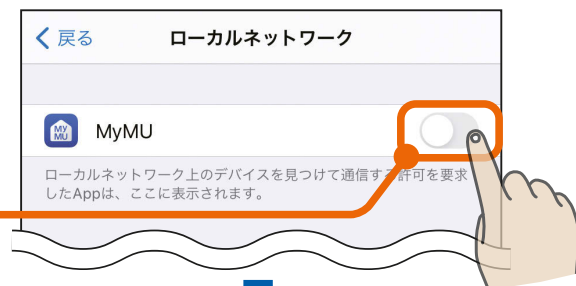 戻る
ローカルネットワーク
MY
MU
MyMU
ローカルネットワーク上のデバイスを見つけて通信する許可を要求
したAppは、ここに表示されます。